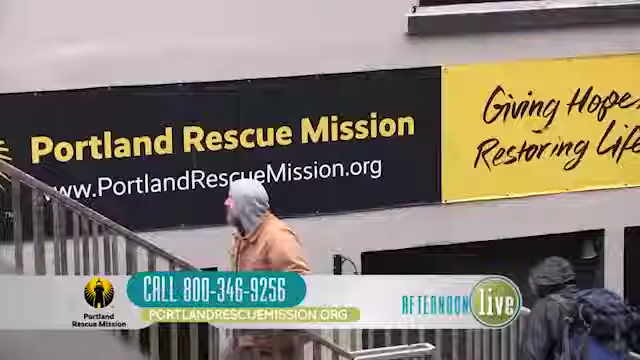 Portland Rescue Mission
www.PortlandRescueMission.org
Giving Hope.
Restoring Life
CALL 800-346-9256
PORTLANDRESCUEMISSION.ORG
Portland
Rescue Mission
AFTERNOON live